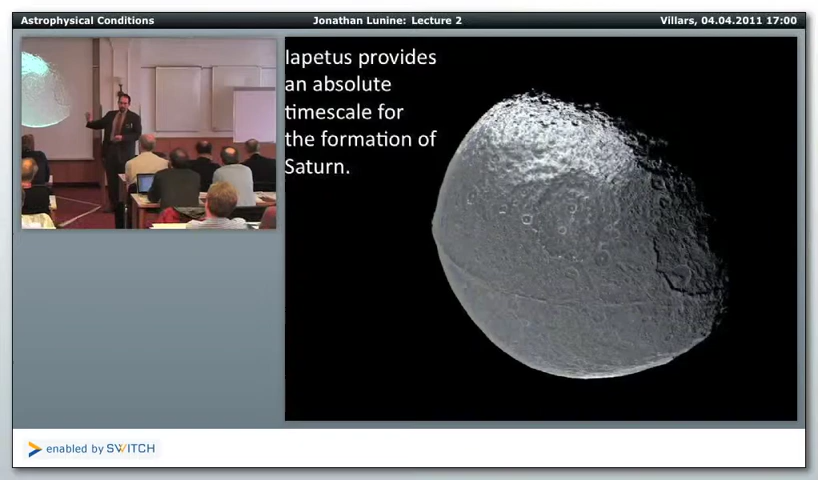 Astrophysical Conditions
Jonathan Lunine: Lecture 2
Villars, 04.04.2011 17:00
Iapetus provides
an absolute
timescale for
the formation of
Saturn.
enabled by SWITCH